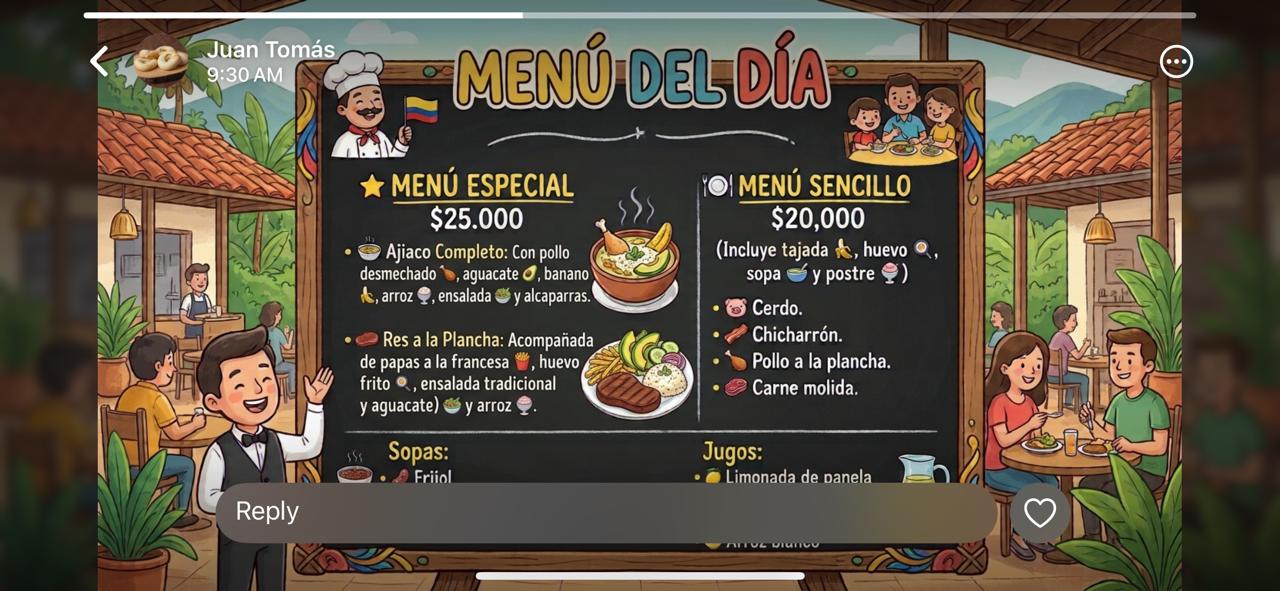 Juan Tomás
9:30 AM
MENÚ DEL DÍA
MENÚ ESPECIAL
$25.000
• Ajiaco Completo: Con pollo
desmechado 🍗, aguacate 🥑, banano
🍌, arroz 🍚, ensalada 🥗 y alcaparras.
• Res a la Plancha: Acompañada
de papas a la francesa 🍟, huevo
frito 🍳, ensalada tradicional
y aguacate) 🥗 y arroz 🍚.
MENÚ SENCILLO
$20,000
(Incluye tajada 🍌, huevo 🍳,
sopa 🥣 y postre 🍨)
• Cerdo.
• Chicharrón.
• Pollo a la plancha.
• Carne molida.
Sopas:
• Frijol
Jugos:
• Limonada de panela
Arroz blanco
Reply